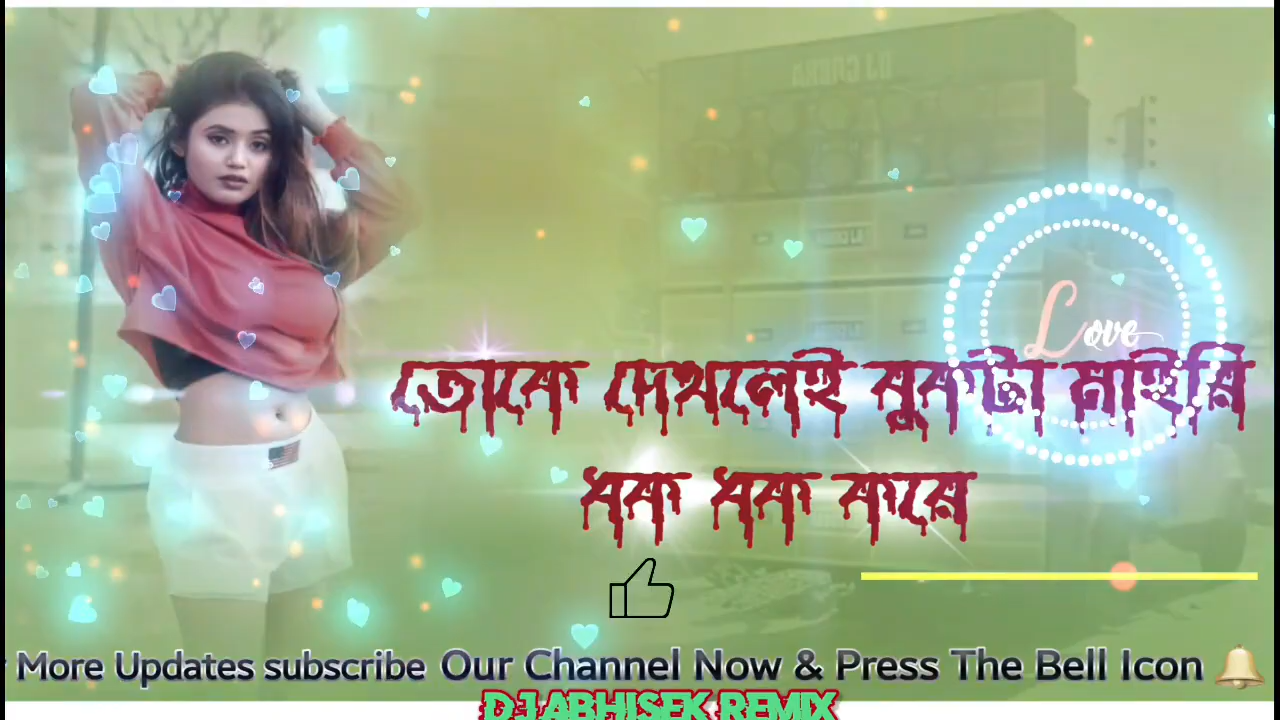 Love
তোকে দেখলেই বুকটা মাইরি
ধক ধক করে
More Updates subscribe Our Channel Now & Press The Bell Icon
DJ ABHISEK REMIX